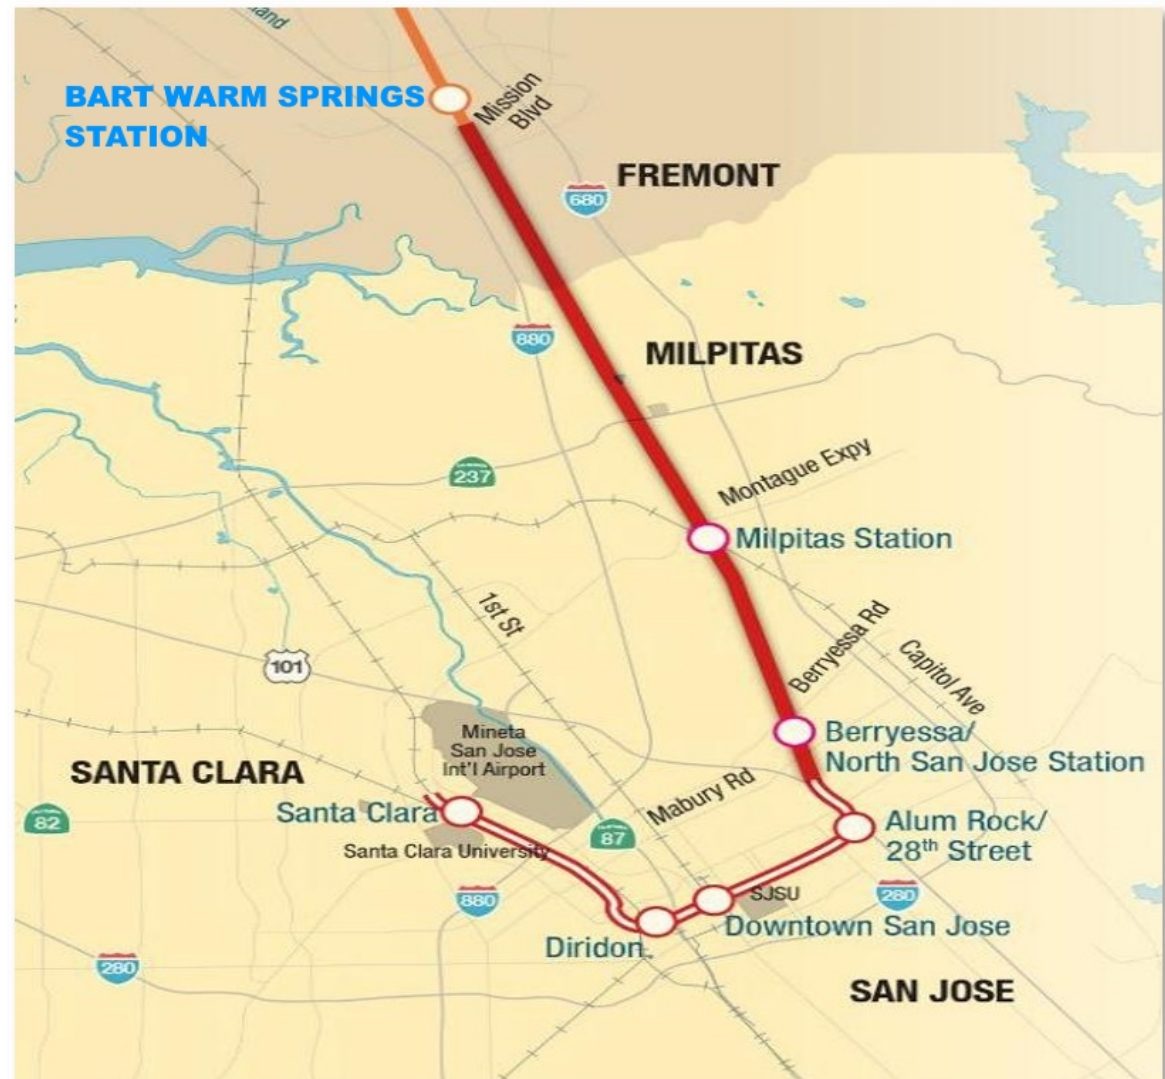 land
BART WARM SPRINGS
STATION
Mission
Blvd
FREMONT
680
880
MILPITAS
237
Montague Expy
Milpitas Station
1st St
Berryessa Rd
Capitol Ave
101
Mineta
San Jose
Int'l Airport
Berryessa/
North San Jose Station
SANTA CLARA
Santa Clara
Mabury Rd
82
87
Alum Rock/
28th Street
Santa Clara University
880
SJSU
280
Downtown San Jose
Diridon
280
SAN JOSE